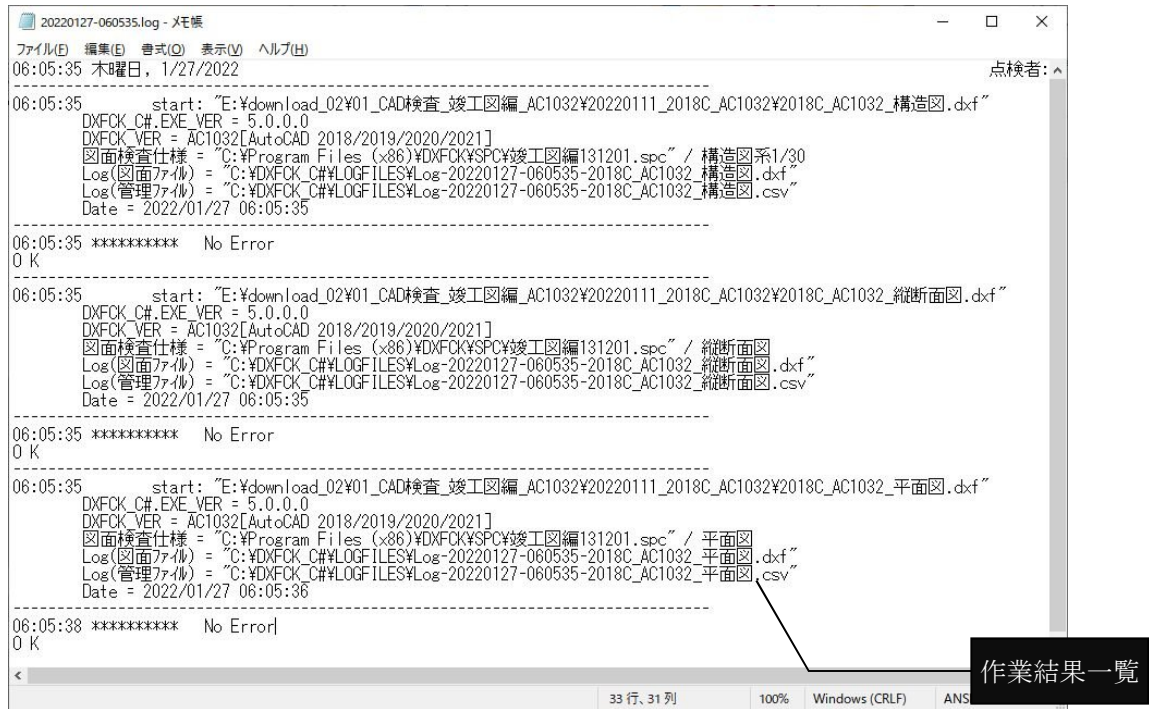 20220127-060535.log - メモ帳
ファイル(F) 編集(E) 書式(O) 表示(V) ヘルプ(H)
06:05:35 木曜日, 1/27/2022 点検者:
--------------------------------------------------------------------------------
06:05:35 start: "E:¥download_02¥01_CAD検査_竣工図編_AC1032¥20220111_2018C_AC1032¥2018C_AC1032_構造図.dxf"
DXFCK_C#.EXE_VER = 5.0.0.0
DXFCK_VER = AC1032[AutoCAD 2018/2019/2020/2021]
図面検査仕様 = "C:¥Program Files (x86)¥DXFCK¥SPC¥竣工図編131201.spc" / 構造図系1/30
Log(図面ファイル) = "C:¥DXFCK_C#¥LOGFILES¥Log-20220127-060535-2018C_AC1032_構造図.dxf"
Log(管理ファイル) = "C:¥DXFCK_C#¥LOGFILES¥Log-20220127-060535-2018C_AC1032_構造図.csv"
Date = 2022/01/27 06:05:35
--------------------------------------------------------------------------------
06:05:35 ********** No Error
O K
--------------------------------------------------------------------------------
06:05:35 start: "E:¥download_02¥01_CAD検査_竣工図編_AC1032¥20220111_2018C_AC1032¥2018C_AC1032_縦断面図.dxf"
DXFCK_C#.EXE_VER = 5.0.0.0
DXFCK_VER = AC1032[AutoCAD 2018/2019/2020/2021]
図面検査仕様 = "C:¥Program Files (x86)¥DXFCK¥SPC¥竣工図編131201.spc" / 縦断面図
Log(図面ファイル) = "C:¥DXFCK_C#¥LOGFILES¥Log-20220127-060535-2018C_AC1032_縦断面図.dxf"
Log(管理ファイル) = "C:¥DXFCK_C#¥LOGFILES¥Log-20220127-060535-2018C_AC1032_縦断面図.csv"
Date = 2022/01/27 06:05:35
--------------------------------------------------------------------------------
06:05:35 ********** No Error
O K
--------------------------------------------------------------------------------
06:05:35 start: "E:¥download_02¥01_CAD検査_竣工図編_AC1032¥20220111_2018C_AC1032¥2018C_AC1032_平面図.dxf"
DXFCK_C#.EXE_VER = 5.0.0.0
DXFCK_VER = AC1032[AutoCAD 2018/2019/2020/2021]
図面検査仕様 = "C:¥Program Files (x86)¥DXFCK¥SPC¥竣工図編131201.spc" / 平面図
Log(図面ファイル) = "C:¥DXFCK_C#¥LOGFILES¥Log-20220127-060535-2018C_AC1032_平面図.dxf"
Log(管理ファイル) = "C:¥DXFCK_C#¥LOGFILES¥Log-20220127-060535-2018C_AC1032_平面図.csv"
Date = 2022/01/27 06:05:36
--------------------------------------------------------------------------------
06:05:38 ********** No Error
O K
作業結果一覧
33 行、31 列 100% Windows (CRLF) ANS